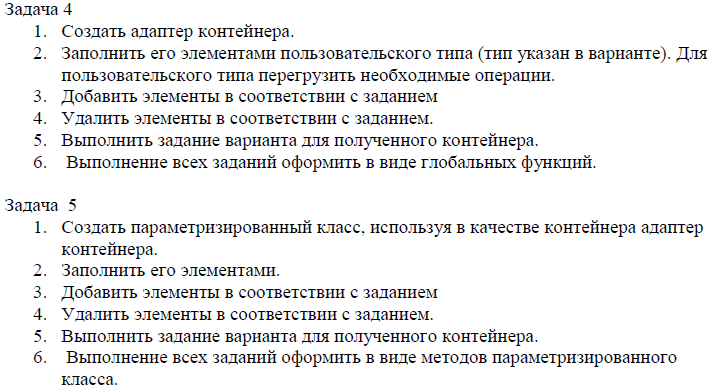 Задача 4
1. Создать адаптер контейнера.
2. Заполнить его элементами пользовательского типа (тип указан в варианте). Для
пользовательского типа перегрузить необходимые операции.
3. Добавить элементы в соответствии с заданием
4. Удалить элементы в соответствии с заданием.
5. Выполнить задание варианта для полученного контейнера.
6. Выполнение всех заданий оформить в виде глобальных функций.
Задача 5
1. Создать параметризированный класс, используя в качестве контейнера адаптер
контейнера.
2. Заполнить его элементами.
3. Добавить элементы в соответствии с заданием
4. Удалить элементы в соответствии с заданием.
5. Выполнить задание варианта для полученного контейнера.
6. Выполнение всех заданий оформить в виде методов параметризированного
класса.